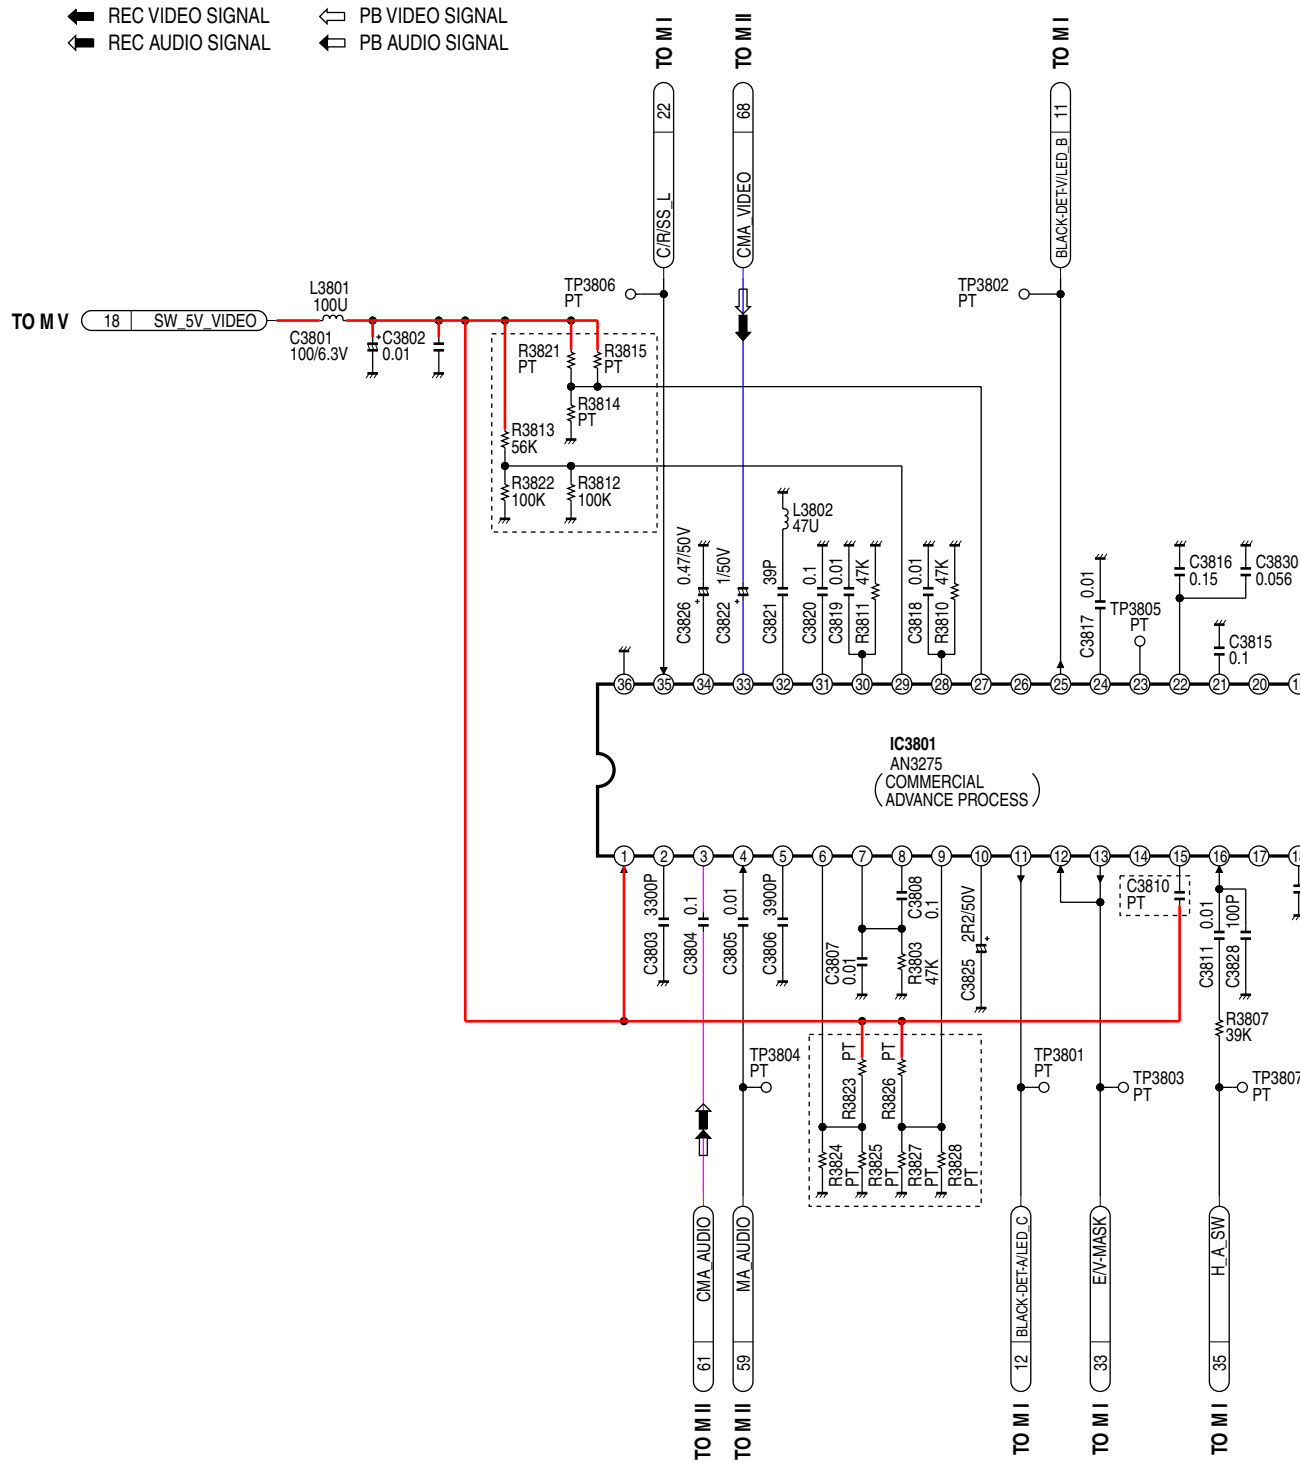 REC VIDEO SIGNAL
PB VIDEO SIGNAL
REC AUDIO SIGNAL
PB AUDIO SIGNAL
TO M I
TO M II
TO M I
22 C/R/SS_L
68 CMA_VIDEO
11 BLACK-DET-V/LED_B
TP3806
PT
TP3802
PT
TO M V
18 SW_5V_VIDEO
L3801
100U
C3801
100/6.3V
C3802
0.01
R3821
PT
R3815
PT
R3814
PT
R3813
56K
R3822
100K
R3812
100K
L3802
47U
C3826 0.47/50V
C3822 1/50V
C3821 39P
C3820 0.1
C3819 0.01
R3811 47K
C3818 0.01
R3810 47K
C3817 0.01
TP3805
PT
C3816
0.15
C3830
0.056
C3815
0.1
36 35 34 33 32 31 30 29 28 27 26 25 24 23 22 21 20
IC3801
AN3275
COMMERCIAL
ADVANCE PROCESS
1 2 3 4 5 6 7 8 9 10 11 12 13 14 15 16 17
C3803 3300P
C3804 0.1
C3805 0.01
C3806 3900P
C3807
0.01
C3808
0.1
R3803
47K
C3825 2R2/50V
C3810
PT
C3811 0.01
C3828 100P
R3807
39K
TP3804
PT
R3823 PT
R3826 PT
TP3801
PT
TP3803
PT
TP3807
PT
R3824
PT
R3825
PT
R3827
PT
R3828
PT
61 CMA_AUDIO
59 MA_AUDIO
12 BLACK-DET-A/LED_C
33 E/V-MASK
35 H_A_SW
TO M II
TO M II
TO M I
TO M I
TO M I